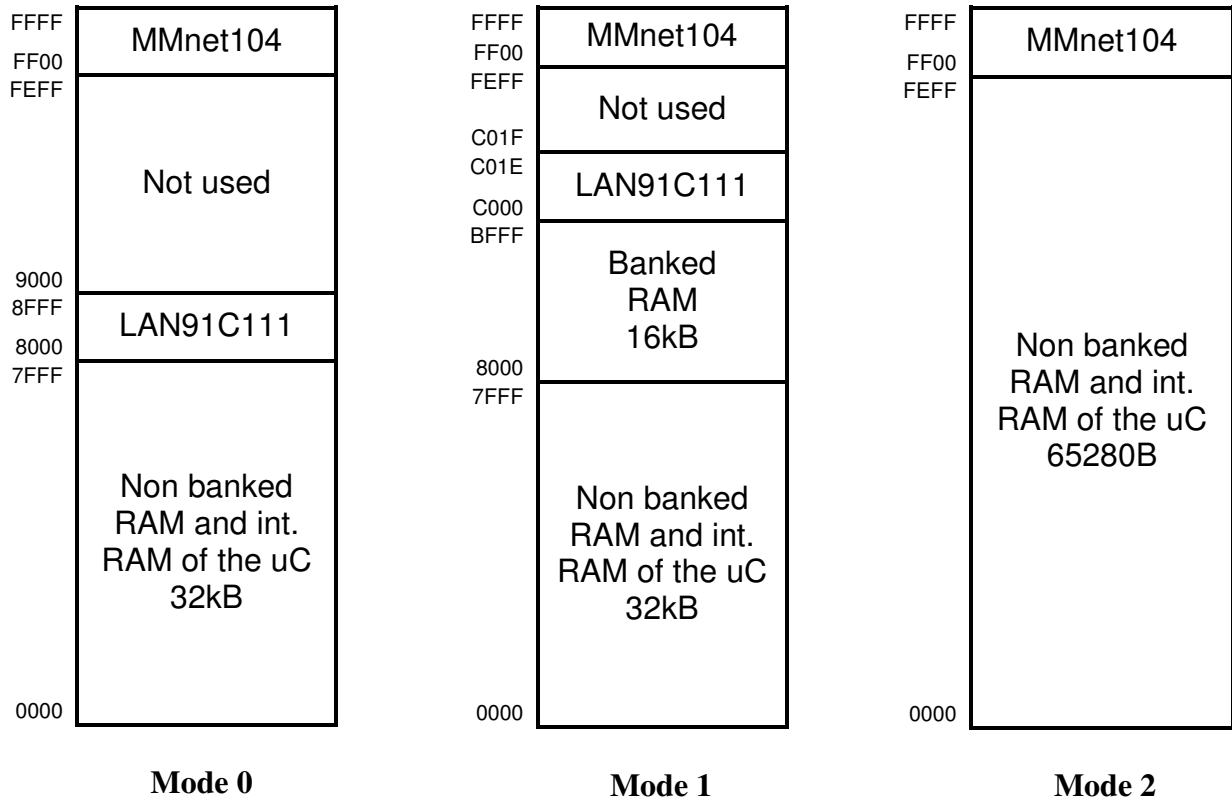 FFFF
MMnet104
FF00
FEFF
Not used
9000
8FFF
LAN91C111
8000
7FFF
Non banked
RAM and int.
RAM of the uC
32kB
0000
Mode 0
FFFF
MMnet104
FF00
FEFF
Not used
C01F
C01E
LAN91C111
C000
BFFF
Banked
RAM
16kB
8000
7FFF
Non banked
RAM and int.
RAM of the uC
32kB
0000
Mode 1
FFFF
MMnet104
FF00
FEFF
Non banked
RAM and int.
RAM of the uC
65280B
0000
Mode 2